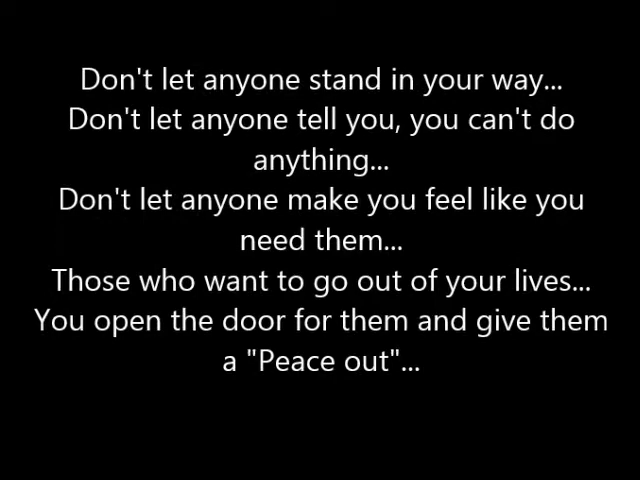 Don't let anyone stand in your way...
Don't let anyone tell you, you can't do
anything...
Don't let anyone make you feel like you
need them...
Those who want to go out of your lives...
You open the door for them and give them
a "Peace out"...